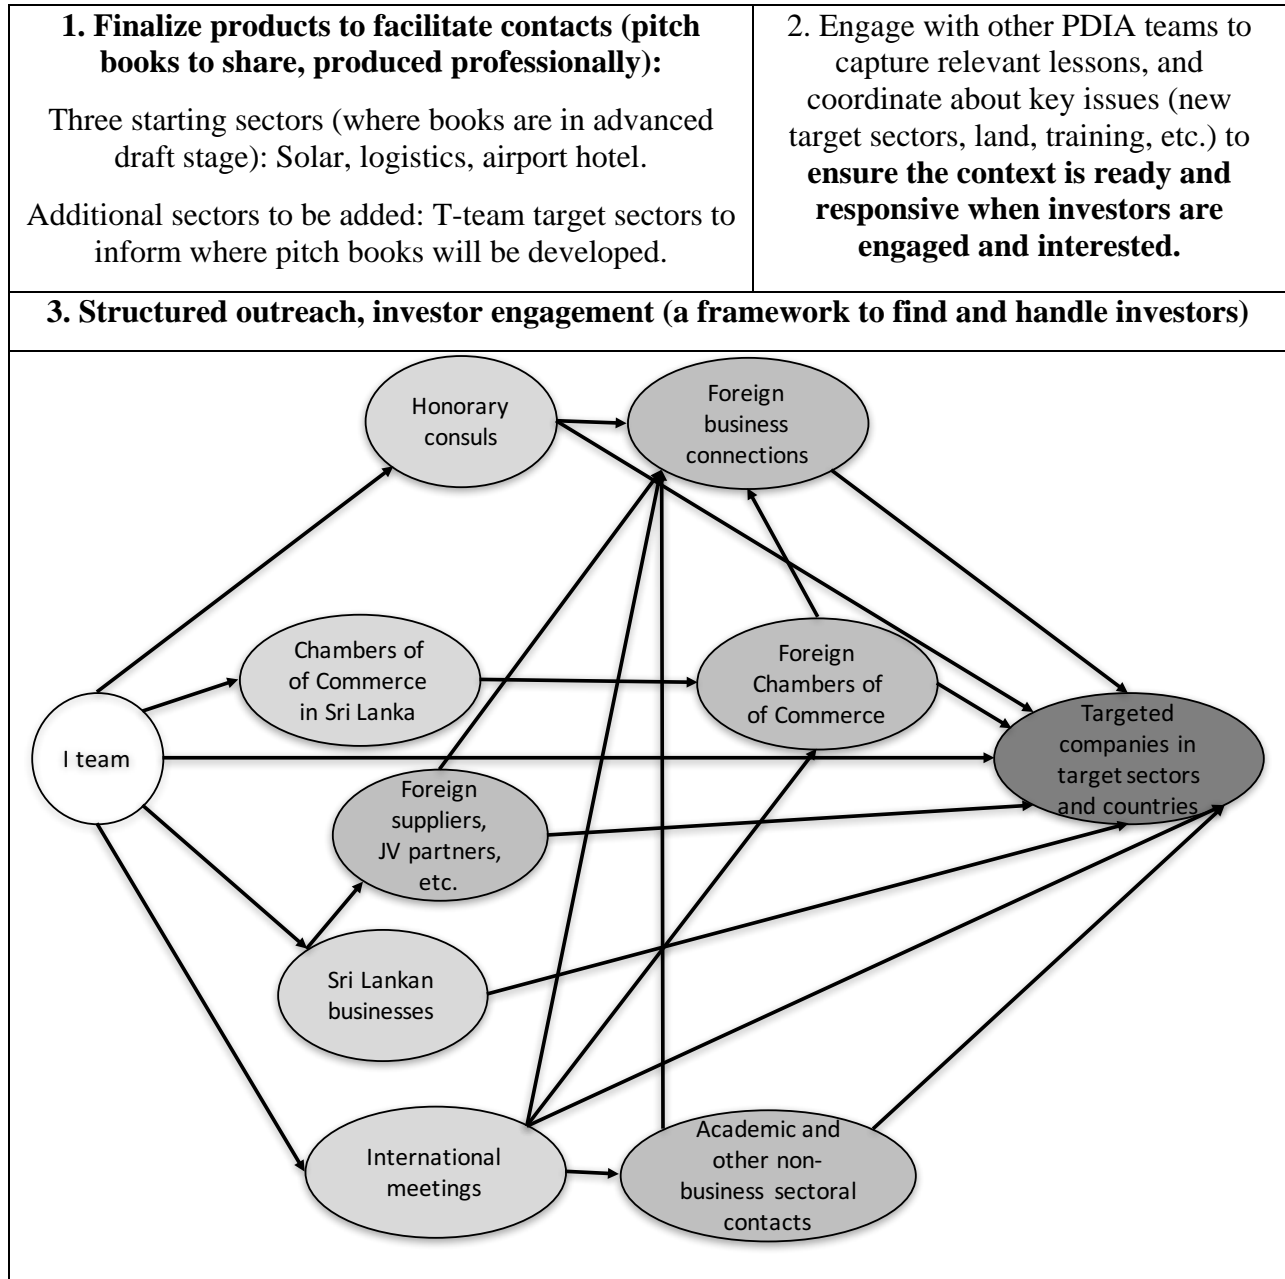 1. Finalize products to facilitate contacts (pitch
books to share, produced professionally):
Three starting sectors (where books are in advanced
draft stage): Solar, logistics, airport hotel.
Additional sectors to be added: T-team target sectors to
inform where pitch books will be developed.
2. Engage with other PDIA teams to
capture relevant lessons, and
coordinate about key issues (new
target sectors, land, training, etc.) to
ensure the context is ready and
responsive when investors are
engaged and interested.
3. Structured outreach, investor engagement (a framework to find and handle investors)
Honorary
consuls
Foreign
business
connections
Chambers of
of Commerce
in Sri Lanka
Foreign
Chambers of
of Commerce
I team
Targeted
companies in
target sectors
and countries
Foreign
suppliers,
JV partners,
etc.
Sri Lankan
businesses
International
meetings
Academic and
other non-
business sectoral
contacts